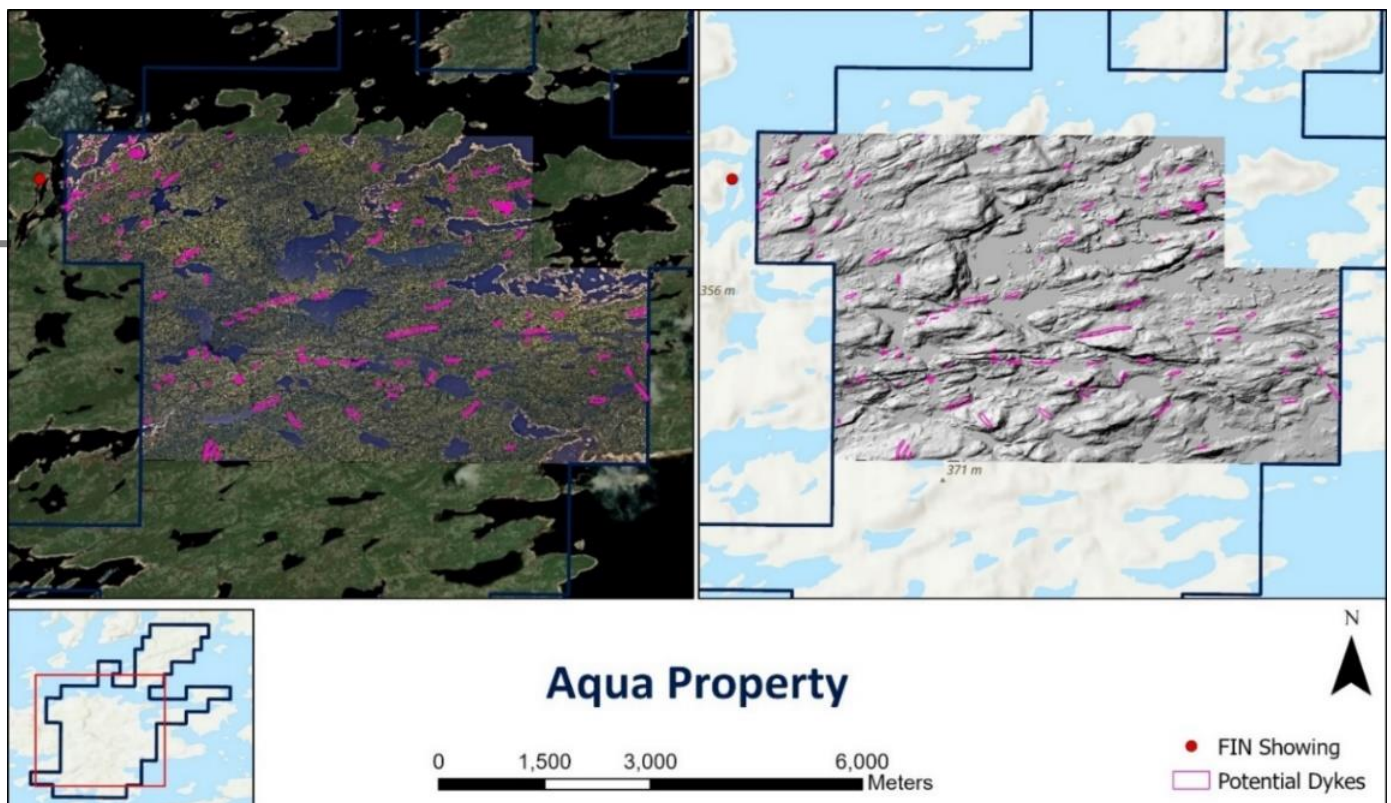 356 m
371 m
Aqua Property
N
0 1,500 3,000 6,000
Meters
FIN Showing
Potential Dykes